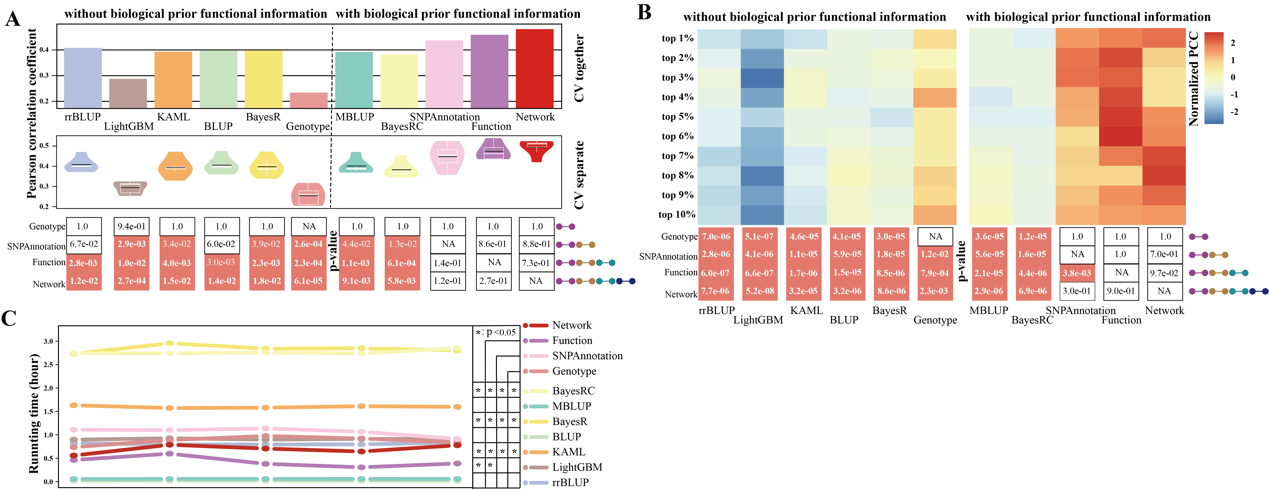 A
without biological prior functional information
with biological prior functional information
Pearson correlation coefficient
0.4
0.3
0.2
CV together
rrBLUP
LightGBM
KAML
BLUP
BayesR
Genotype
MBLUP
BayesRC
SNPAnnotation
Function
Network
0.5
0.4
0.3
0.2
CV separate
p-value
Genotype 1.0 9.4e-01 1.0 1.0 1.0 NA 1.0 1.0 1.0 1.0 1.0
SNPAnnotation 6.7e-02 2.9e-03 3.4e-02 6.0e-02 3.9e-02 2.6e-04 4.4e-02 1.3e-02 NA 8.6e-01 8.8e-01
Function 2.8e-03 1.0e-02 4.0e-03 3.0e-03 2.3e-03 2.3e-04 1.1e-03 6.1e-04 1.4e-01 NA 7.3e-01
Network 1.2e-02 2.7e-04 1.5e-02 1.4e-02 1.8e-02 6.1e-05 9.1e-03 5.8e-03 1.2e-01 2.7e-01 NA
B
without biological prior functional information
with biological prior functional information
top 1%
top 2%
top 3%
top 4%
top 5%
top 6%
top 7%
top 8%
top 9%
top 10%
Normalized PCC
2
1
0
-1
-2
p-value
Genotype 7.0e-06 5.1e-07 4.6e-05 4.1e-05 3.0e-05 NA 3.6e-05 1.2e-05 1.0 1.0 1.0
SNPAnnotation 2.8e-06 4.1e-06 1.1e-05 5.9e-05 1.8e-05 1.2e-02 5.6e-05 1.6e-05 NA 1.0 7.0e-01
Function 6.0e-07 6.6e-07 1.7e-06 1.5e-05 8.5e-06 7.9e-04 2.1e-05 4.4e-06 3.8e-03 NA 9.7e-02
Network 7.7e-06 5.2e-08 3.2e-05 3.2e-06 8.6e-06 2.3e-03 2.9e-06 6.9e-06 3.0e-01 9.0e-01 NA
rrBLUP
LightGBM
KAML
BLUP
BayesR
Genotype
MBLUP
BayesRC
SNPAnnotation
Function
Network
C
Running time (hour)
3.0
2.5
2.0
1.5
1.0
0.5
0.0
*: p<0.05
* * * *
* * * *
* * * *
* *
Network
Function
SNPAnnotation
Genotype
BayesRC
MBLUP
BayesR
BLUP
KAML
LightGBM
rrBLUP